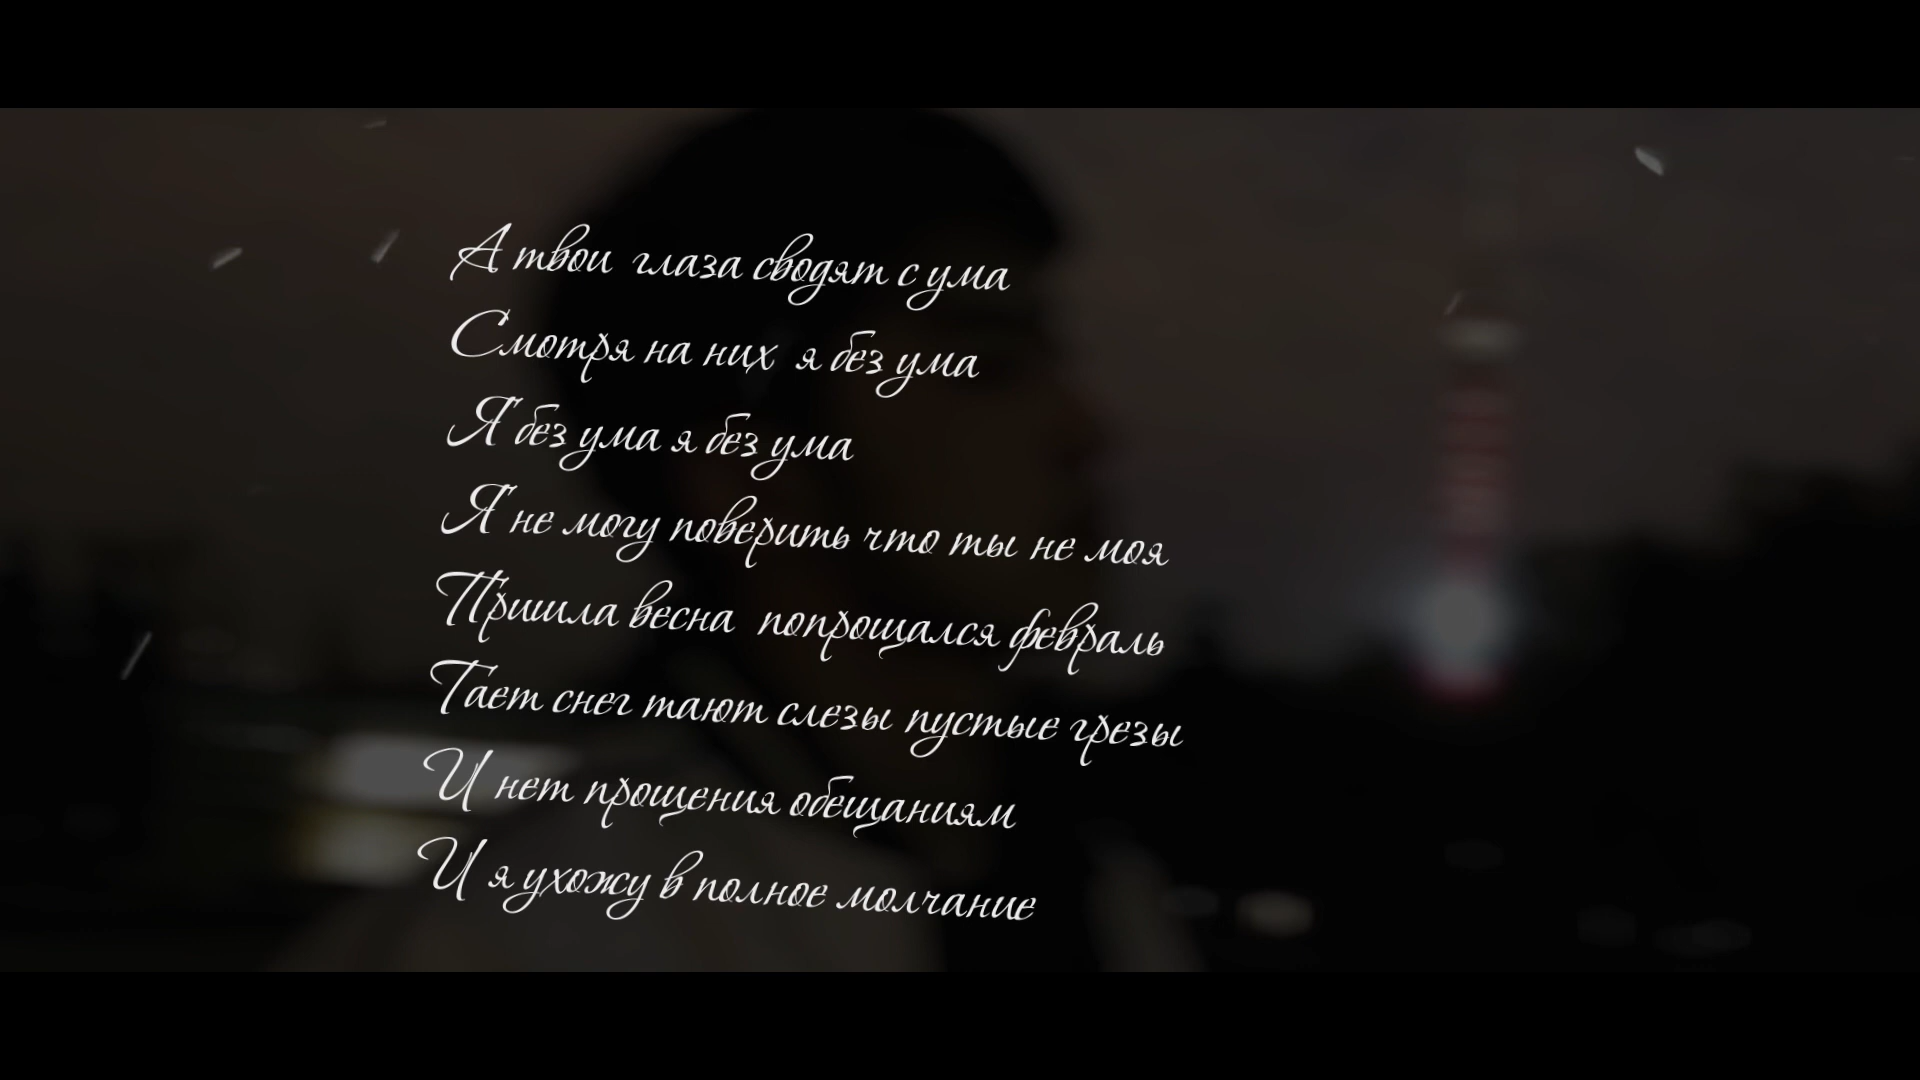 А твои глаза сводят с ума
Смотря на них я без ума
Я без ума я без ума
Я не могу поверить что ты не моя
Пришла весна попрощался февраль
Тает снег тают слезы пустые грезы
И нет прощения обещаниям
И я ухожу в полное молчание